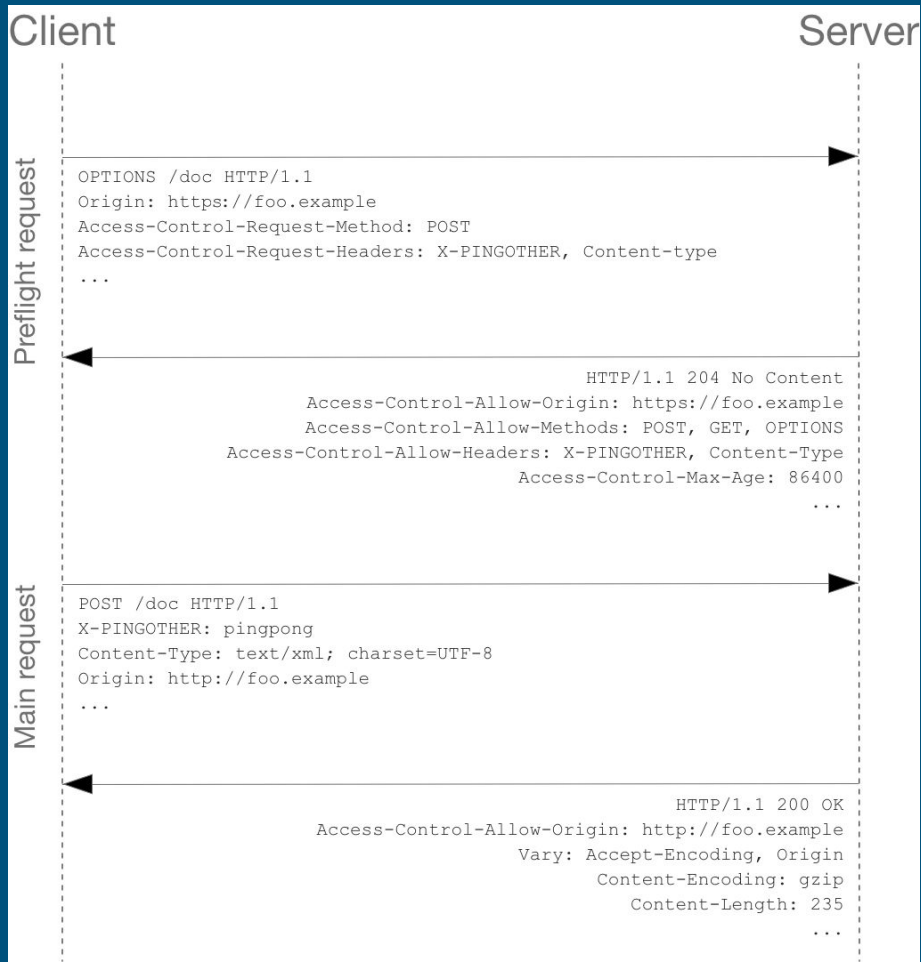 Client
Server
Preflight request
OPTIONS /doc HTTP/1.1
Origin: https://foo.example
Access-Control-Request-Method: POST
Access-Control-Request-Headers: X-PINGOTHER, Content-type
...
HTTP/1.1 204 No Content
Access-Control-Allow-Origin: https://foo.example
Access-Control-Allow-Methods: POST, GET, OPTIONS
Access-Control-Allow-Headers: X-PINGOTHER, Content-Type
Access-Control-Max-Age: 86400
...
Main request
POST /doc HTTP/1.1
X-PINGOTHER: pingpong
Content-Type: text/xml; charset=UTF-8
Origin: http://foo.example
...
HTTP/1.1 200 OK
Access-Control-Allow-Origin: http://foo.example
Vary: Accept-Encoding, Origin
Content-Encoding: gzip
Content-Length: 235
...